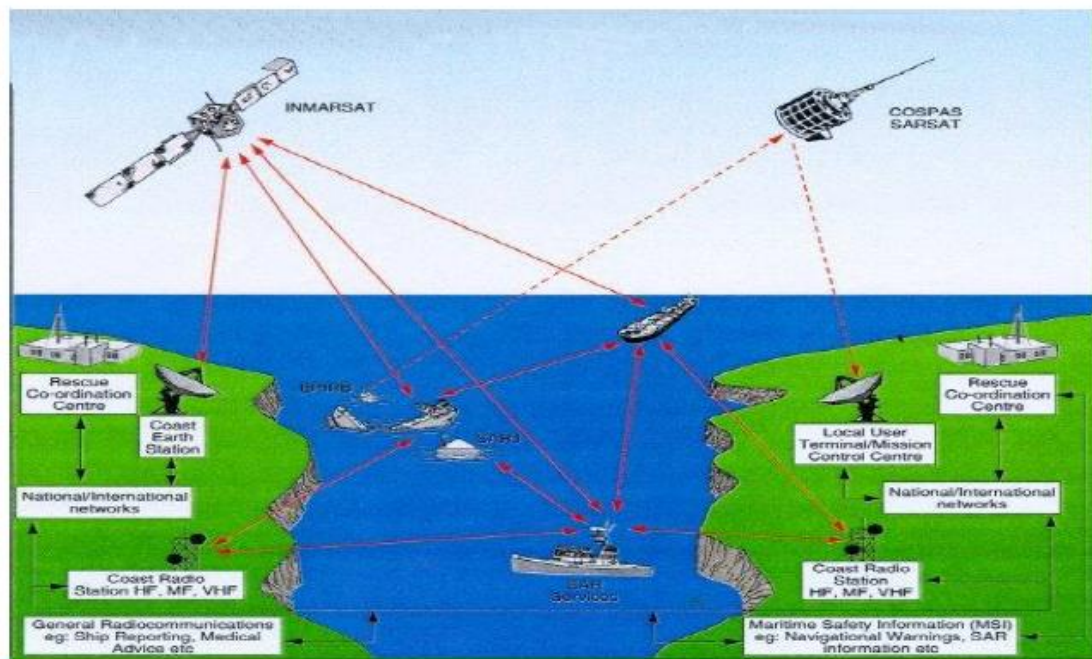 INMARSAT
COSPAS
SARSAT
EPIRB
SART
Rescue
Co-ordination
Centre
Coast
Earth
Station
National/International
networks
Coast Radio
Station HF, MF, VHF
General Radiocommunications
eg: Ship Reporting, Medical
Advice etc
SAR
Services
Rescue
Co-ordination
Centre
Local User
Terminal/Mission
Control Centre
National/International
networks
Coast Radio
Station
HF, MF, VHF
Maritime Safety Information (MSI)
eg: Navigational Warnings, SAR
information etc